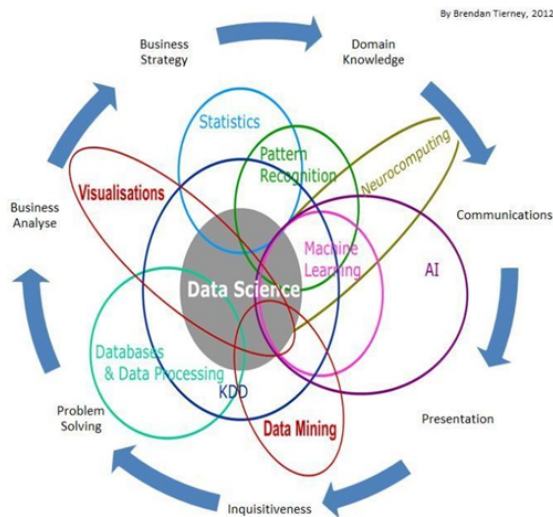 By Brendan Tierney, 2012
Business
Strategy
Domain
Knowledge
Statistics
Pattern
Recognition
Neurocomputing
Visualisations
Business
Analyse
Communications
Machine
Learning
AI
Data Science
Databases
& Data Processing
KDD
Problem
Solving
Data Mining
Presentation
Inquisitiveness